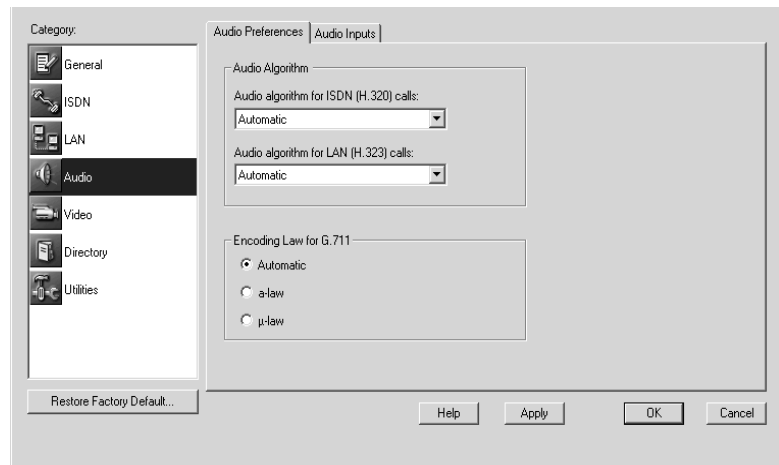 Category:
General
ISDN
LAN
Audio
Video
Directory
Utilities
Restore Factory Default...
Audio Preferences
Audio Inputs
Audio Algorithm
Audio algorithm for ISDN (H.320) calls:
Automatic
Audio algorithm for LAN (H.323) calls:
Automatic
Encoding Law for G.711
Automatic
a-law
µ-law
Help
Apply
OK
Cancel